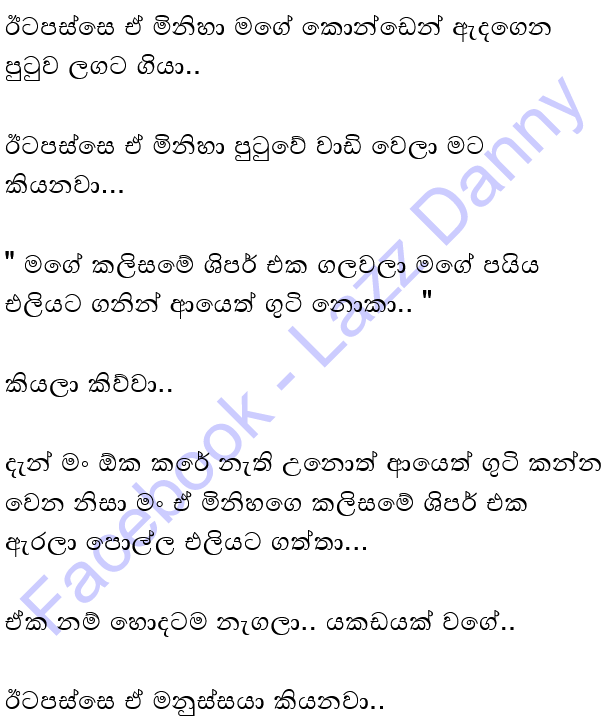 ඊටපස්සෙ ඒ මිනිහා මගේ කොන්ඩෙන් ඇදගෙන
පුටුව ලගට ගියා..
ඊටපස්සෙ ඒ මිනිහා පුටුවේ වාඩි වෙලා මට
කියනවා...
" මගේ කලිසමේ ශිපර් එක ගලවලා මගේ පයිය
එලියට ගනින් ආයෙත් ගුටි නොකා.. "
කියලා කිව්වා..
දැන් මං ඕක කරේ නැති උනොත් ආයෙත් ගුටි කන්න
වෙන නිසා මං ඒ මිනිහගෙ කලිසමේ ශිපර් එක
ඇරලා පොල්ල එලියට ගත්තා...
ඒක නම් හොදටම නැගලා.. යකඩයක් වගේ..
ඊටපස්සෙ ඒ මනුස්සයා කියනවා..
Facebook - Lazz Danny